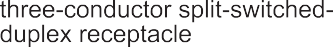 three-conductor split-switched-
duplex receptacle